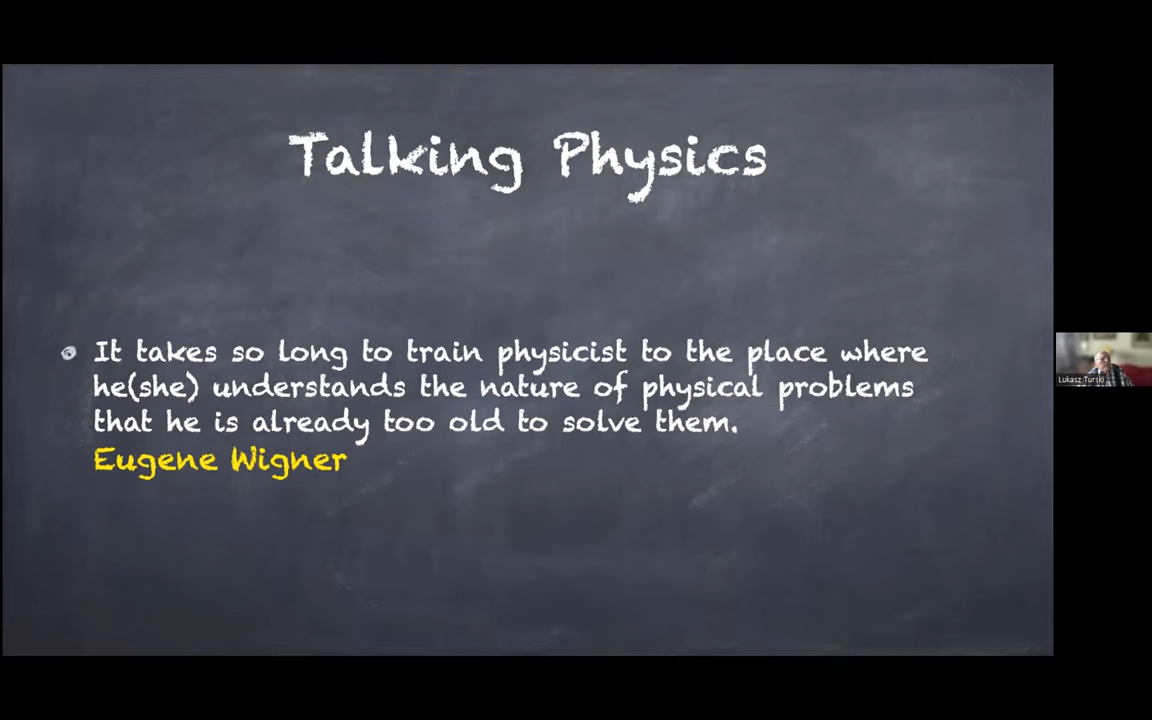 Talking Physics
It takes so long to train physicist to the place where
he(she) understands the nature of physical problems
that he is already too old to solve them.
Eugene Wigner
Lukasz Turski